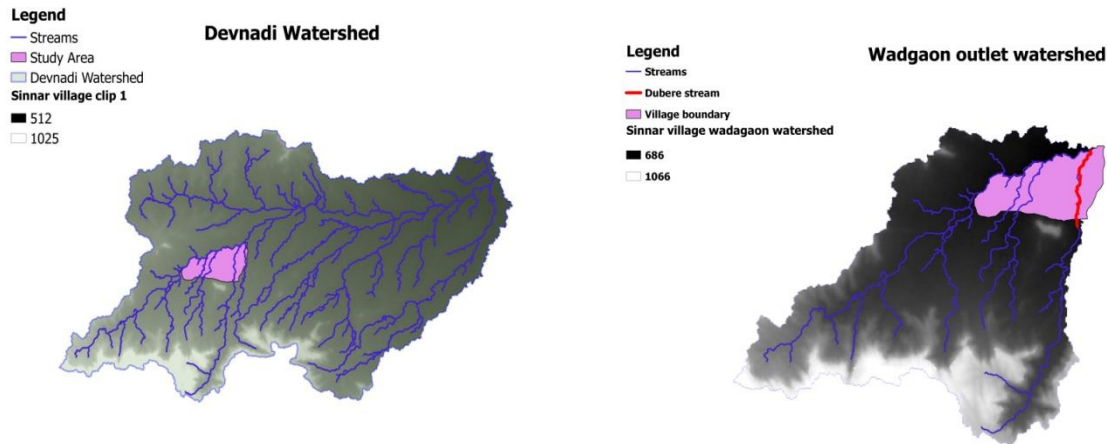 Legend
Devnadi Watershed
Streams
Study Area
Devnadi Watershed
Sinnar village clip 1
512
1025
Legend
Wadgaon outlet watershed
Streams
Dubere stream
Village boundary
Sinnar village wadagaon watershed
686
1066